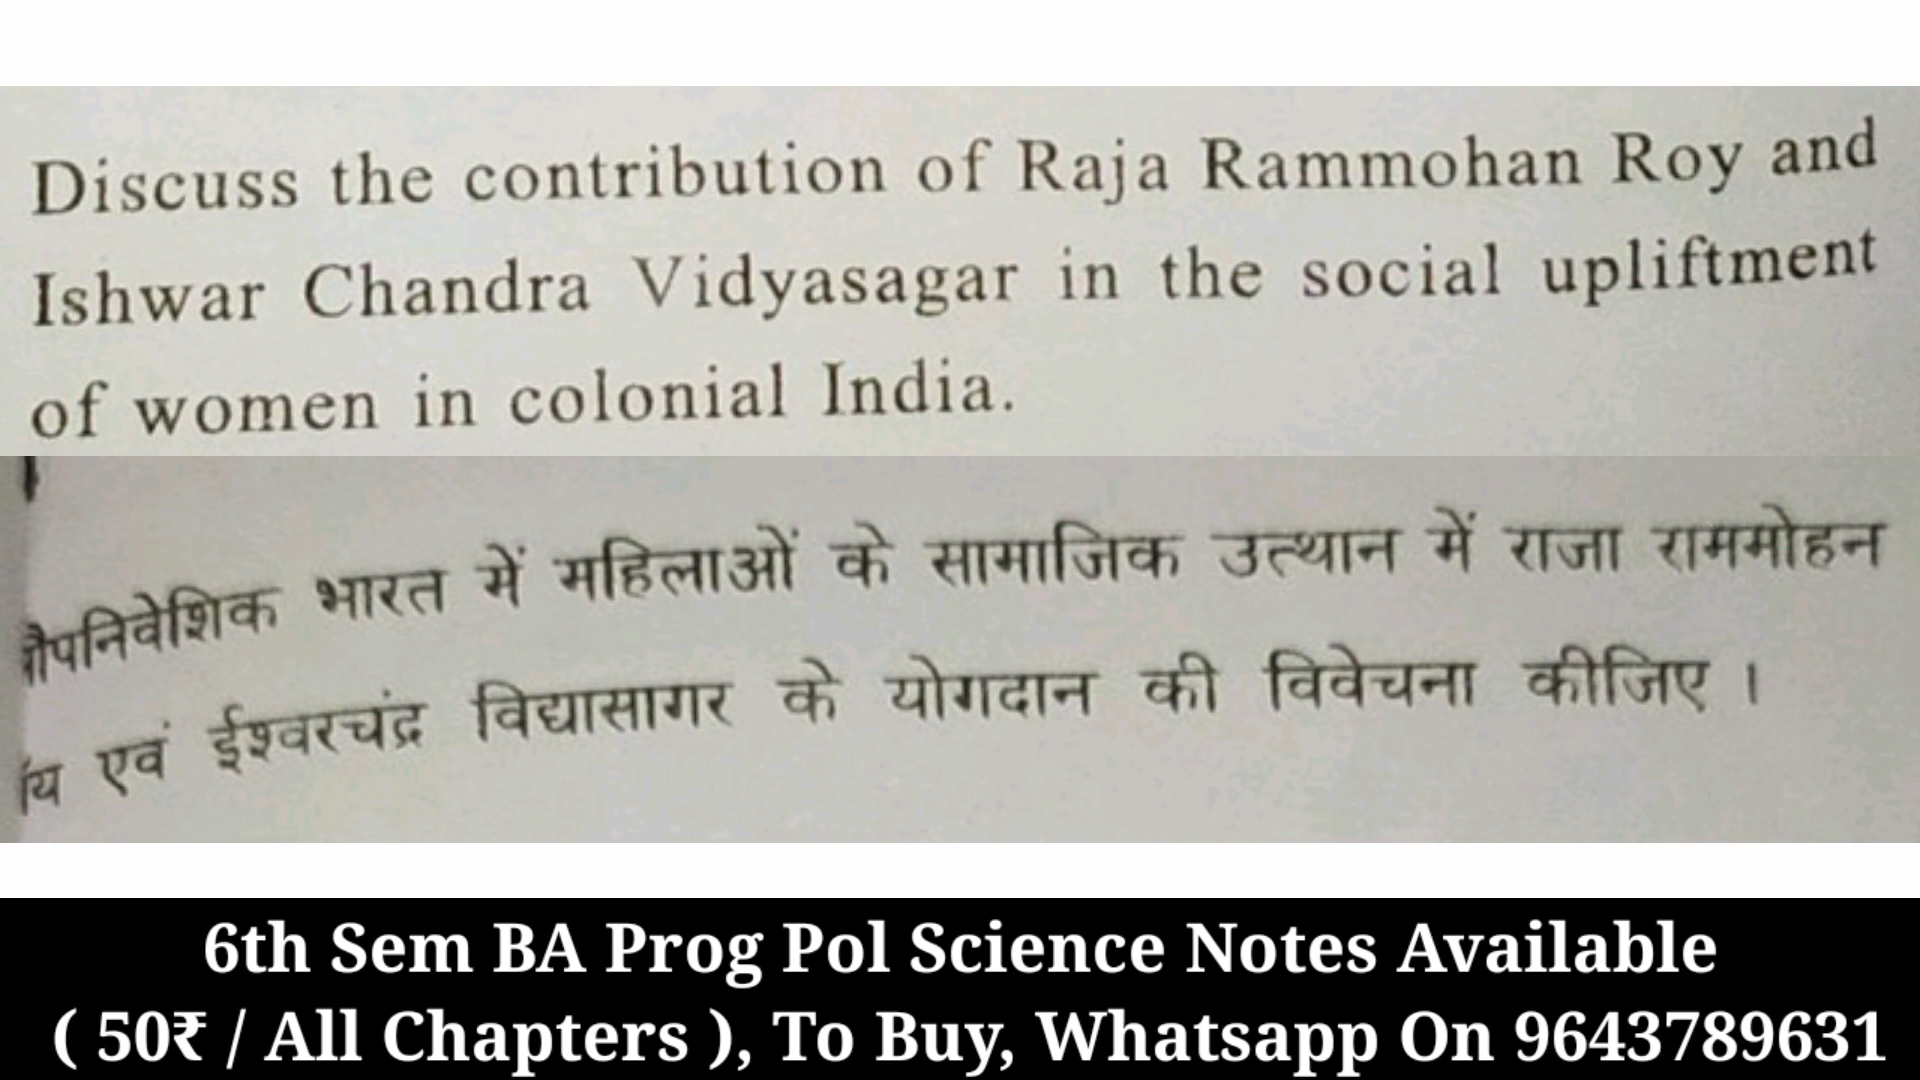 Discuss the contribution of Raja Rammohan Roy and
Ishwar Chandra Vidyasagar in the social upliftment
of women in colonial India.
भारत में महिलाओं के सामाजिक उत्थान में राजा राममोहन
एवं ईश्वरचंद्र विद्यासागर के योगदान की विवेचना कीजिए ।
6th Sem BA Prog Pol Science Notes Available
( 50₹ / All Chapters ), To Buy, Whatsapp On 9643789631